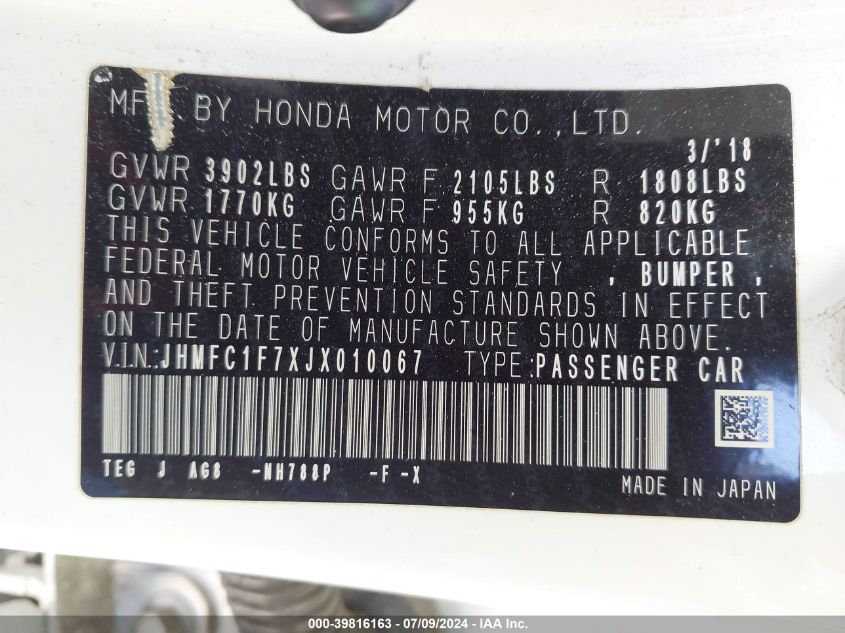 BY HONDA MOTOR CO.,LTD.
3/'18
GVWR 3902LBS GAWR F 2105LBS R 1808LBS
GVWR 1770KG GAWR F 955KG R 820KG
THIS VEHICLE CONFORMS TO ALL APPLICABLE
FEDERAL MOTOR VEHICLE SAFETY , BUMPER ,
AND THEFT PREVENTION STANDARDS IN EFFECT
ON THE DATE OF MANUFACTURE SHOWN ABOVE.
V.I.N.:JHMFC1F7XJX010067 TYPE:PASSENGER CAR
TEG J AG8 -NH788P -F -X
MADE IN JAPAN
000-39816163 - 07/09/2024 - IAA Inc.